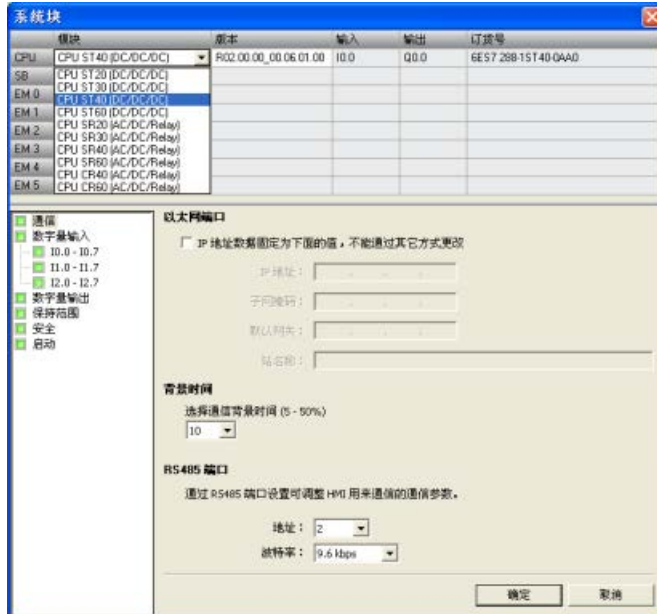 系统块
模块 版本 输入 输出 订货号
CPU CPU ST40 (DC/DC/DC) R02.00.00_00.06.01.00 I0.0 Q0.0 6ES7 288-1ST40-0AA0
SB CPU ST20 (DC/DC/DC)
CPU ST30 (DC/DC/DC)
EM 0 CPU ST40 (DC/DC/DC)
EM 1 CPU ST60 (DC/DC/DC)
CPU SR20 (AC/DC/Relay)
EM 2 CPU SR30 (AC/DC/Relay)
EM 3 CPU SR40 (AC/DC/Relay)
CPU SR60 (AC/DC/Relay)
EM 4 CPU CR40 (AC/DC/Relay)
EM 5 CPU CR60 (AC/DC/Relay)
通信
数字量输入
I0.0 - I0.7
I1.0 - I1.7
I2.0 - I2.7
数字量输出
保持范围
安全
启动
以太网端口
IP 地址数据固定为下面的值，不能通过其它方式更改
IP 地址：
子网掩码：
默认网关：
站名称：
背景时间
选择通信背景时间 (5 - 50%)
10
RS485 端口
通过 RS485 端口设置可调整 HMI 用来通信的通信参数。
地址： 2
波特率： 9.6 kbps
确定 取消